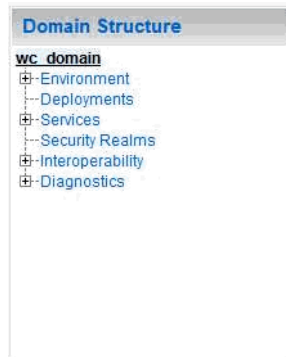 Domain Structure
wc_domain
Environment
Deployments
Services
Security Realms
Interoperability
Diagnostics